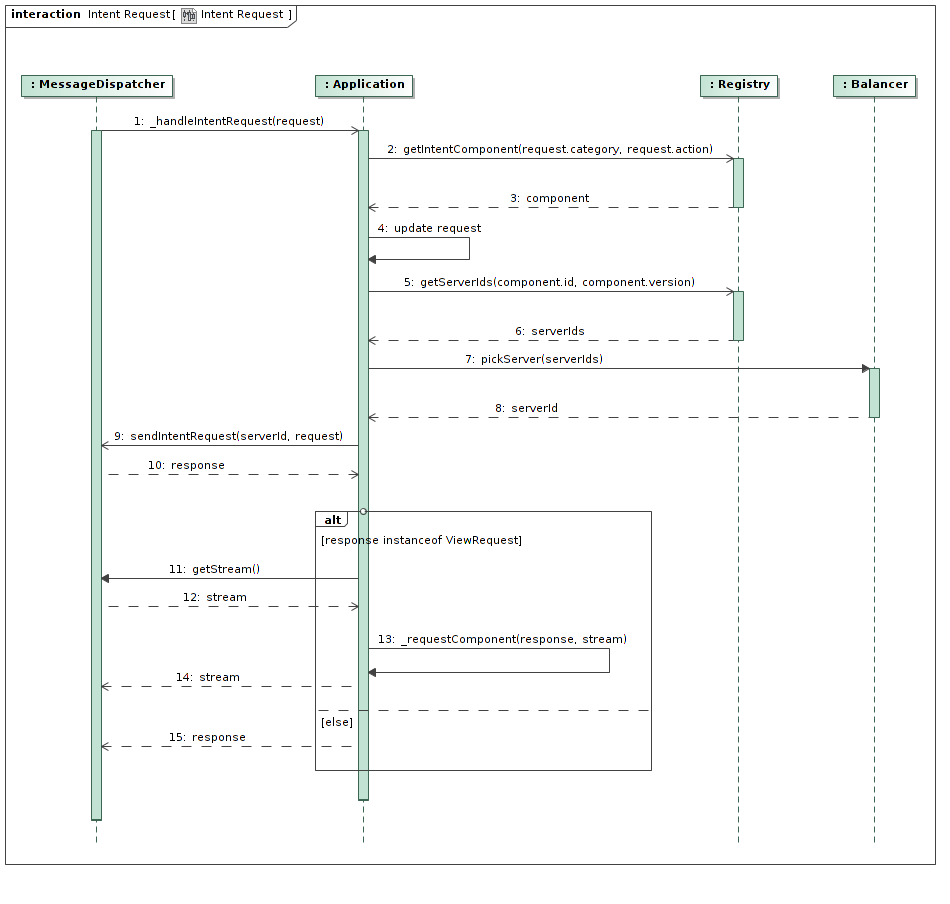 interaction Intent Request[ Intent Request ]
: MessageDispatcher
: Application
: Registry
: Balancer
1: _handleIntentRequest(request)
2: getIntentComponent(request.category, request.action)
3: component
4: update request
5: getServerIds(component.id, component.version)
6: serverIds
7: pickServer(serverIds)
8: serverId
9: sendIntentRequest(serverId, request)
10: response
alt
[response instanceof ViewRequest]
11: getStream()
12: stream
13: _requestComponent(response, stream)
14: stream
[else]
15: response